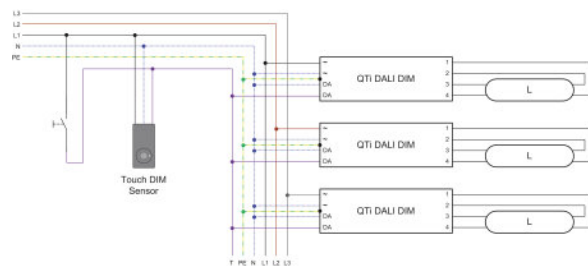 L3
L2
L1
N
PE
~
~
DA
DA
QTi DALI DIM
1
2
3
4
L
~
~
DA
DA
QTi DALI DIM
1
2
3
4
L
Touch DIM
Sensor
~
~
DA
DA
QTi DALI DIM
1
2
3
4
L
T PE N L1 L2 L3